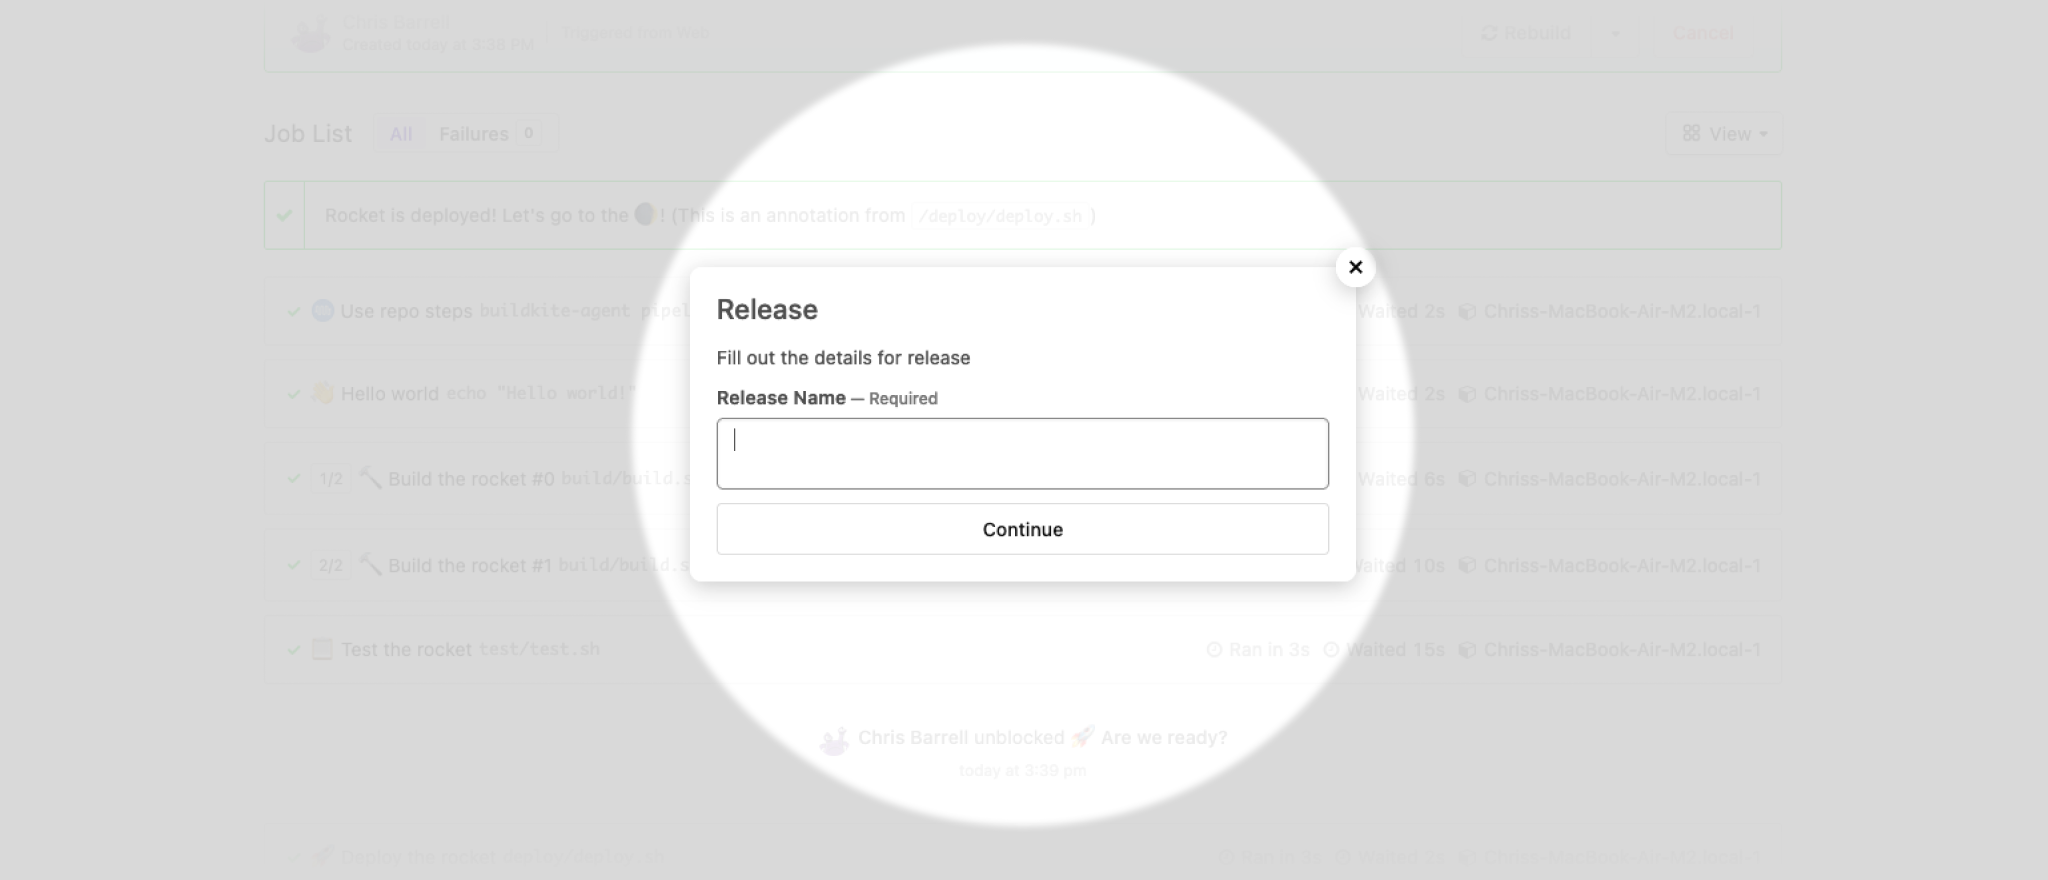 Chris Barrell
Created today at 3:39 PM Triggered from Web Rebuild Cancel
Job List All Failures 0 View
Rocket is deployed! Let's go to the ! (This is an annotation from /deploy/deploy.sh )
Release
Fill out the details for release
Release Name — Required
Continue
Use repo steps buildkite-agent pipel Waited 2s Chriss-MacBook-Air-M2.local-1
Hello world echo "Hello world!" Waited 2s Chriss-MacBook-Air-M2.local-1
1/2 Build the rocket #0 build/build.s Waited 6s Chriss-MacBook-Air-M2.local-1
2/2 Build the rocket #1 build/build.s Waited 10s Chriss-MacBook-Air-M2.local-1
Test the rocket test/test.sh Ran in 3s Waited 15s Chriss-MacBook-Air-M2.local-1
Chris Barrell unblocked 🚀 Are we ready?
today at 3:39 pm
Deploy the rocket deploy/deploy.sh Ran in 3s Waited Chriss-MacBook-Air-M2.local-1